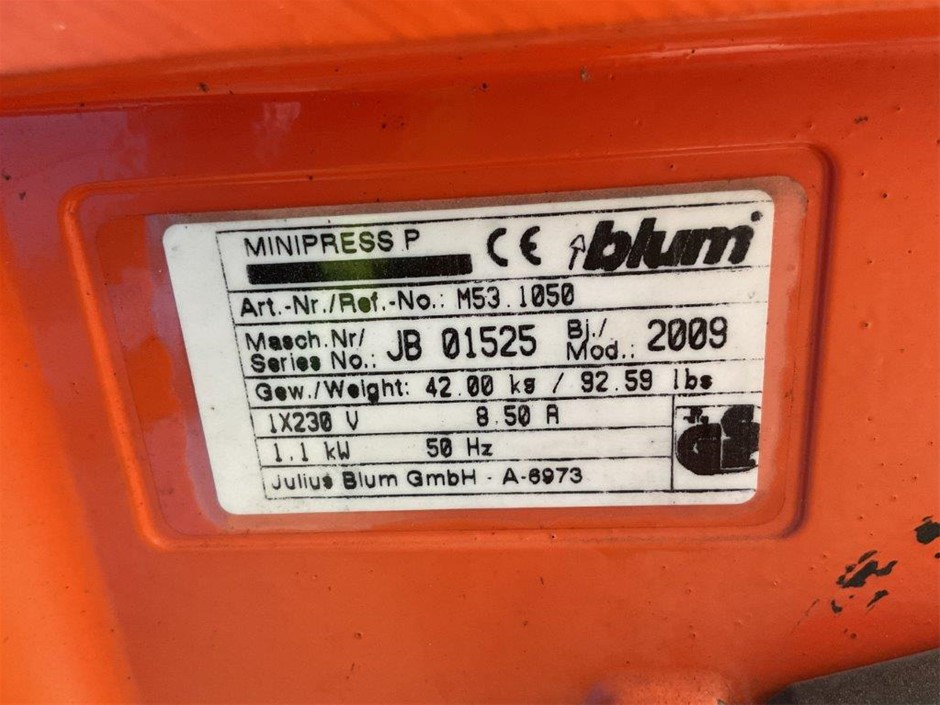 MINIPRESS P
CE blum
Art.-Nr./Ref.-No.: M53.1050
Masch.Nr/
Series No.: JB 01525 Bj./
Mod.: 2009
Gew./Weight: 42.00 kg / 92.59 lbs
1X230 V 8.50 A
1.1 kW 50 Hz
GS
Julius Blum GmbH · A-6973